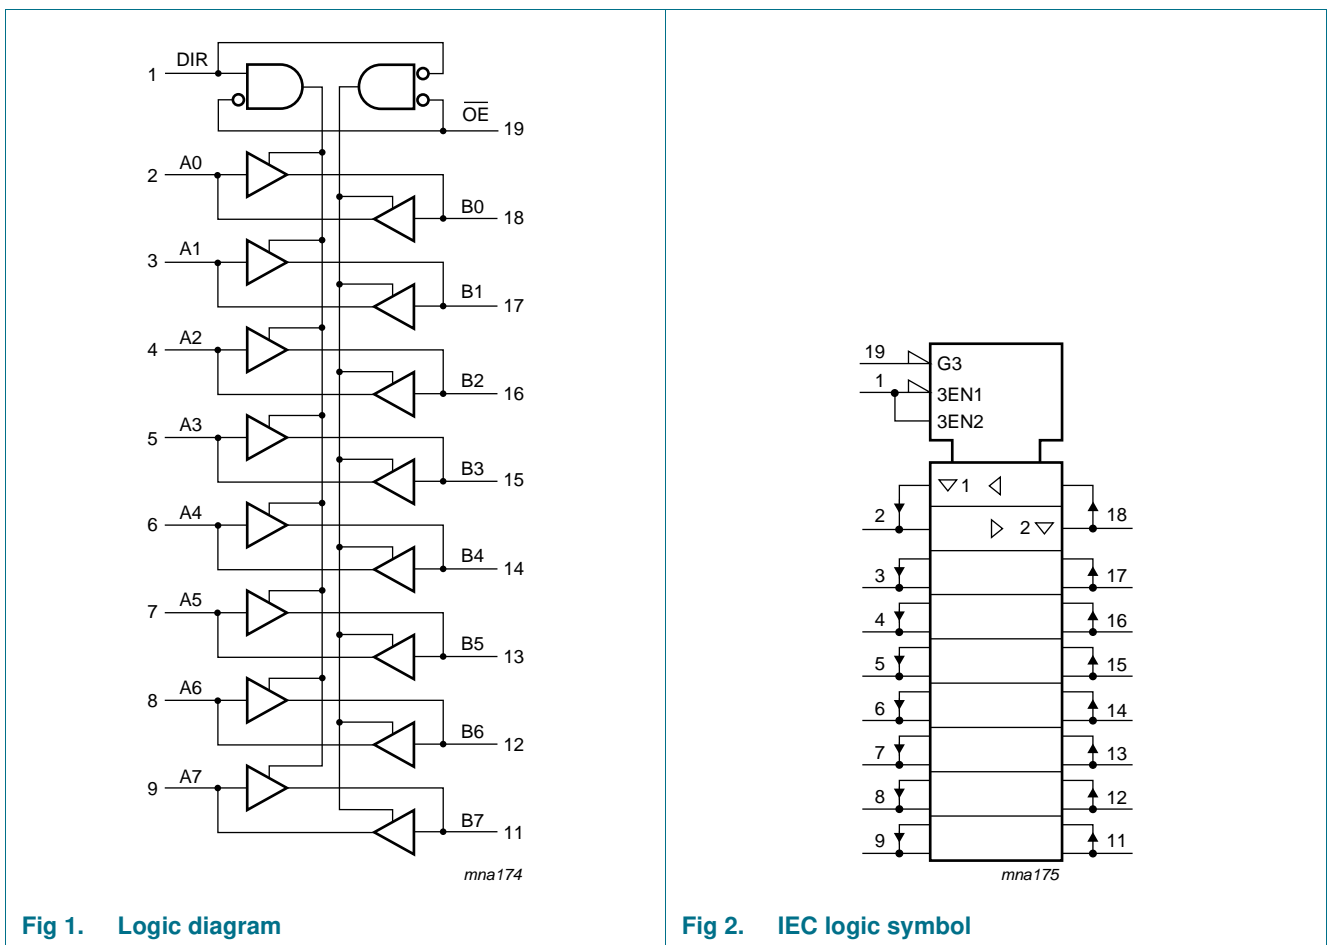 DIR
1
OE
19
A0
2
B0
18
A1
3
B1
17
A2
4
B2
16
A3
5
B3
15
A4
6
B4
14
A5
7
B5
13
A6
8
B6
12
A7
9
B7
11
mna174
Fig 1. Logic diagram
19
G3
1
3EN1
3EN2
1
2
18
2
3
17
4
16
5
15
6
14
7
13
8
12
9
11
mna175
Fig 2. IEC logic symbol